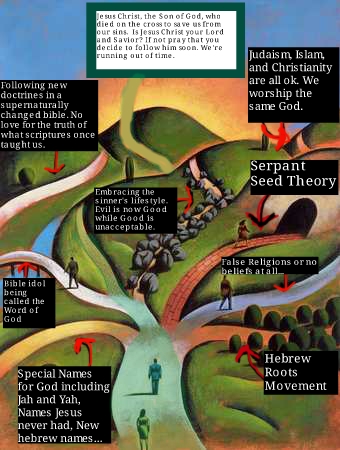 Jesus Christ, the Son of God, who
died on the cross to save us from
our sins. Is Jesus Christ your Lord
and Savior? If not pray that you
decide to follow him soon. We're
running out of time.
Judaism, Islam,
and Christianity
are all ok. We
worship the
same God.
Following new
doctrines in a
supernaturally
changed bible. No
love for the truth of
what scriptures once
taught us.
Serpant
Seed Theory
Embracing the
sinner's lifestyle.
Evil is now Good
while Good is
unacceptable.
False Religions or no
beliefs at all...
Bible idol
being
called the
Word of
God
Hebrew
Roots
Movement
Special Names
for God including
Jah and Yah,
Names Jesus
never had, New
hebrew names...